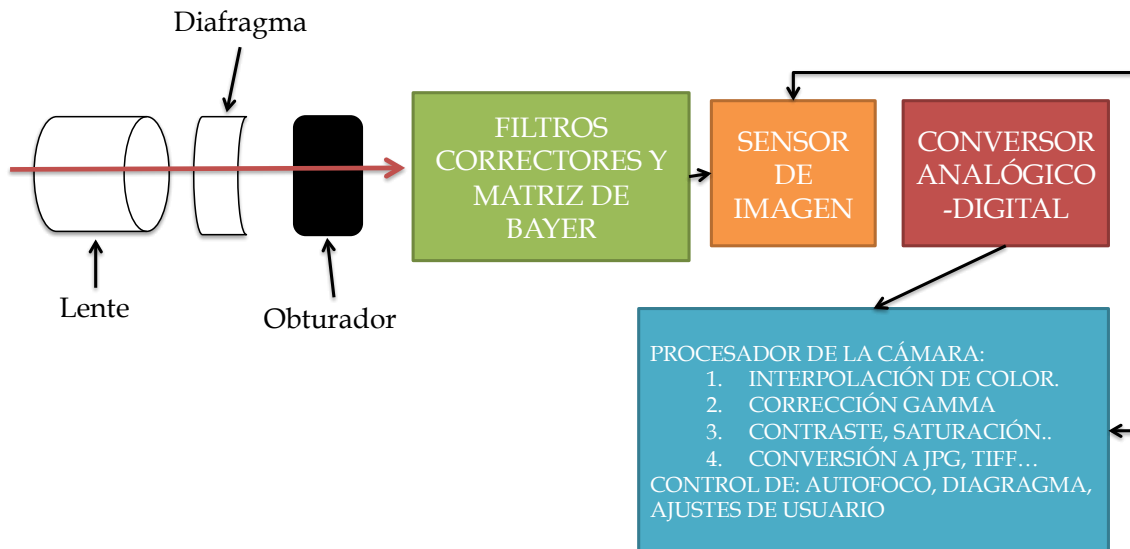 Diafragma
Lente
Obturador
FILTROS
CORRECTORES Y
MATRIZ DE
BAYER
SENSOR
DE
IMAGEN
CONVERSOR
ANALÓGICO
-DIGITAL
PROCESADOR DE LA CÁMARA:
1. INTERPOLACIÓN DE COLOR.
2. CORRECCIÓN GAMMA
3. CONTRASTE, SATURACIÓN..
4. CONVERSIÓN A JPG, TIFF…
CONTROL DE: AUTOFOCO, DIAGRAGMA,
AJUSTES DE USUARIO